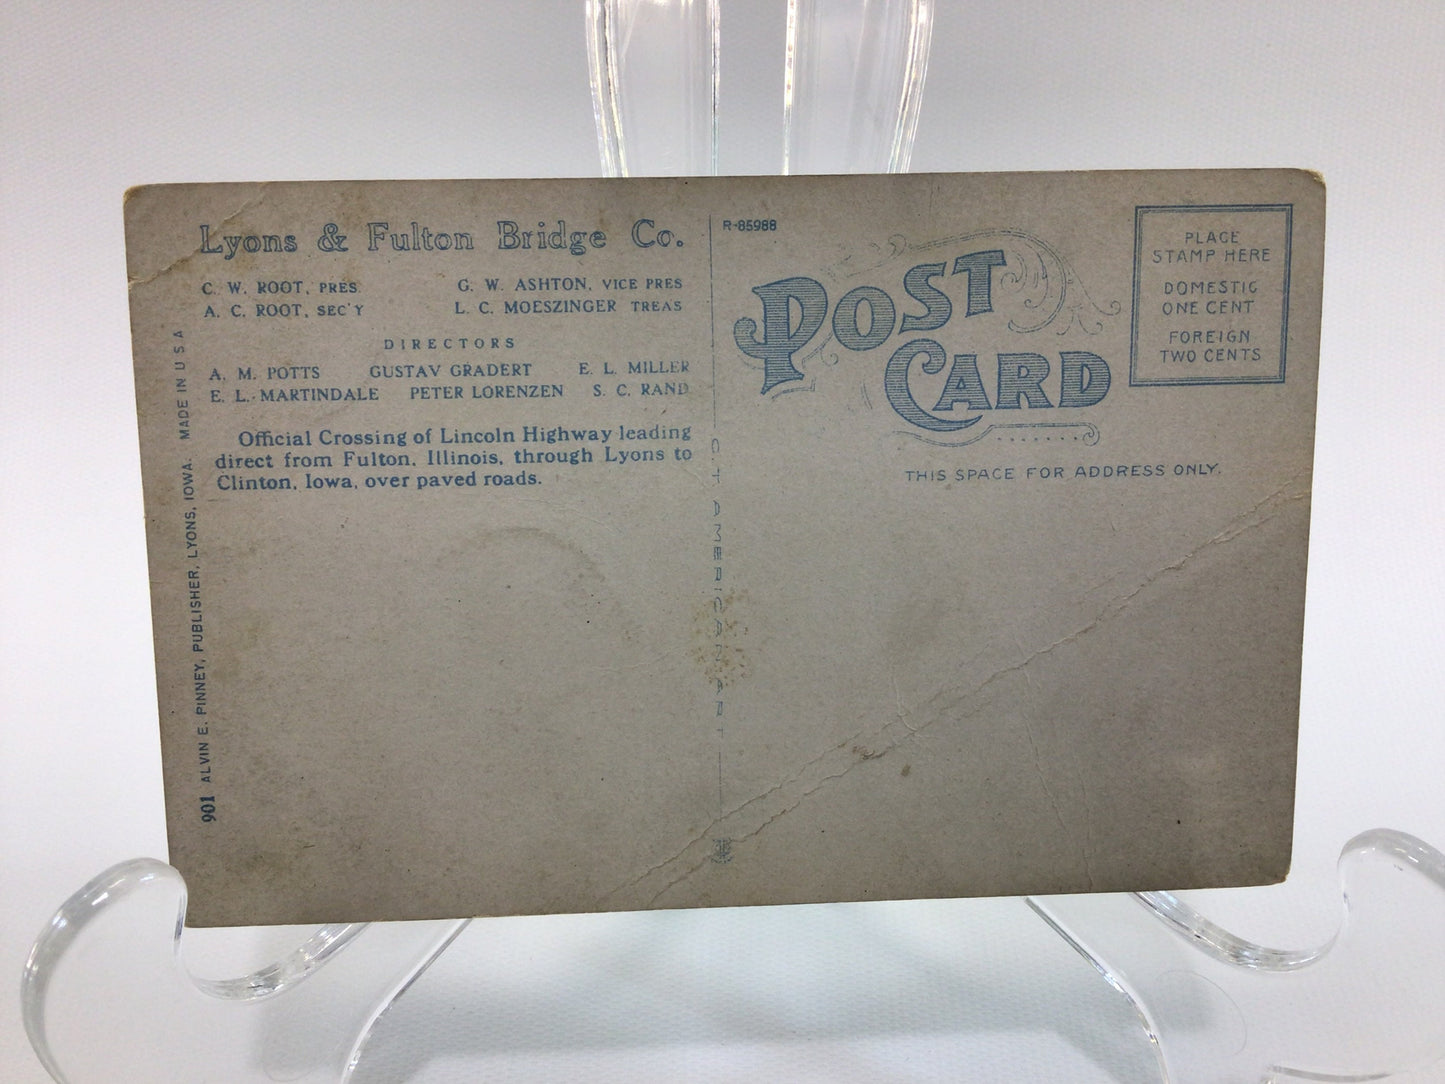 Lyons & Fulton Bridge Co.
C. W. ROOT, PRES.
G. W. ASHTON, VICE PRES
A. C. ROOT, SEC'Y
L. C. MOESZINGER TREAS
DIRECTORS
A. M. POTTS GUSTAV GRADERT E. L. MILLER
E. L. MARTINDALE PETER LORENZEN S. C. RAND
Official Crossing of Lincoln Highway leading
direct from Fulton, Illinois, through Lyons to
Clinton, Iowa, over paved roads.
901 ALVIN E. PINNEY, PUBLISHER, LYONS, IOWA. MADE IN USA
C. T. AMERICAN ART
R-85988
POST
CARD
THIS SPACE FOR ADDRESS ONLY.
PLACE
STAMP HERE
DOMESTIC
ONE CENT
FOREIGN
TWO CENTS